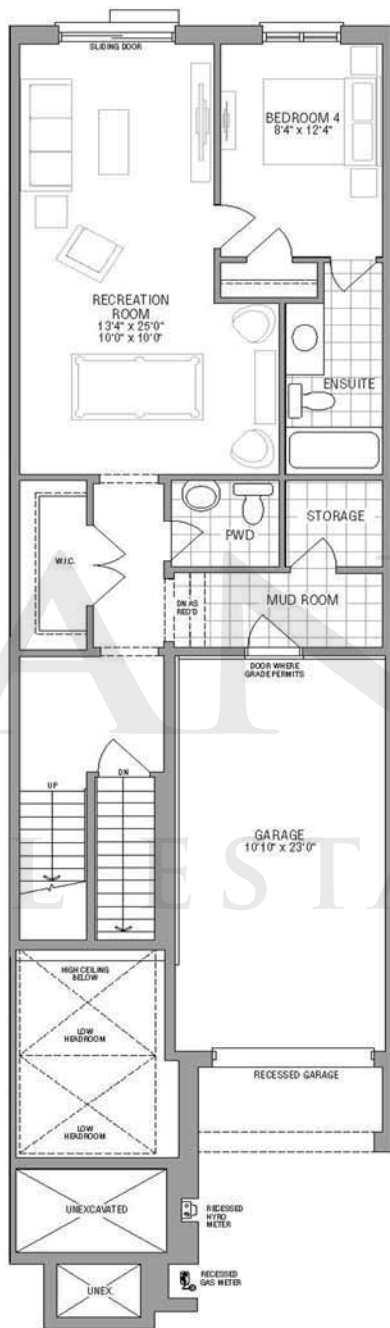 SLIDING DOOR
BEDROOM 4
8'4" x 12'4"
RECREATION
ROOM
13'4" x 25'0"
10'0" x 10'0"
ENSUITE
PWD
STORAGE
W.I.C.
DN AS
REQ'D
MUD ROOM
DOOR WHERE
GRADE PERMITS
UP
DN
GARAGE
10'10" x 23'0"
HIGH CEILING
BELOW
LOW
HEADROOM
LOW
HEADROOM
RECESSED GARAGE
UNEXCAVATED
RECESSED
HYRO
METER
UNEX.
RECESSED
GAS METER